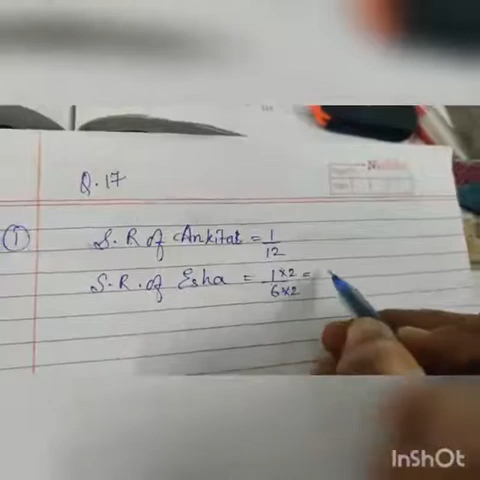 Q.17
① S.R of Ankita = 1/12
S.R. of Esha = 1×2/6×2 =
InShOt